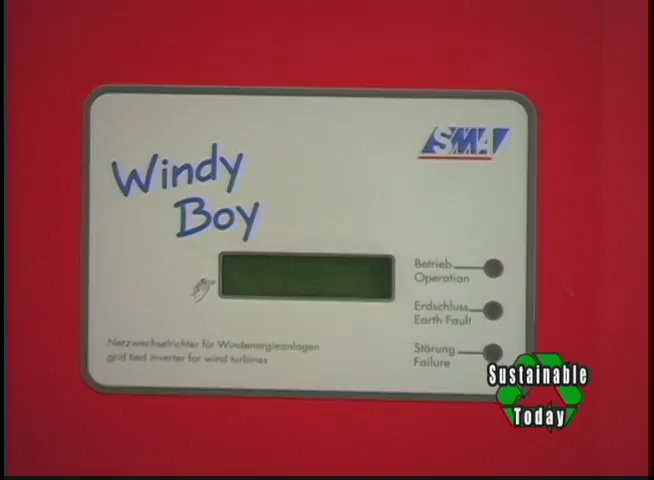 SMA
Windy
Boy
Betrieb
Operation
Erdschluss
Earth Fault
Störung
Failure
Netzwechselrichter für Windenergieanlagen
grid tied inverter for wind turbines
Sustainable
Today